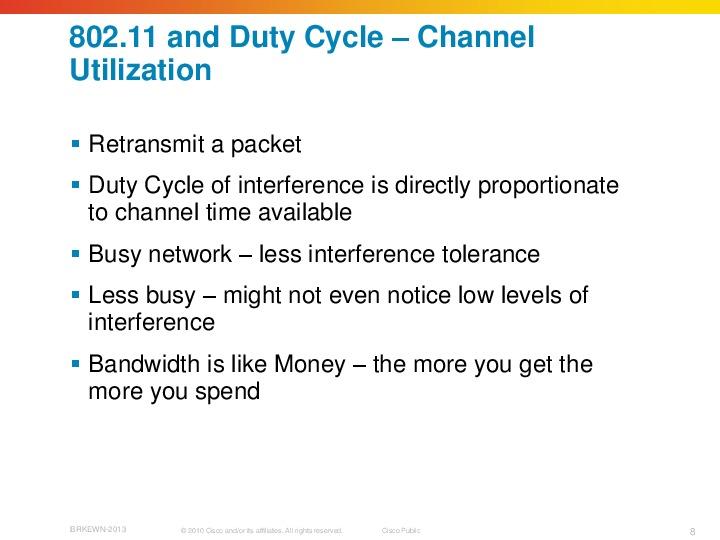 802.11 and Duty Cycle – Channel
Utilization
Retransmit a packet
Duty Cycle of interference is directly proportionate
to channel time available
Busy network – less interference tolerance
Less busy – might not even notice low levels of
interference
Bandwidth is like Money – the more you get the
more you spend
BRKEWN-2013 © 2010 Cisco and/or its affiliates. All rights reserved. Cisco Public 8